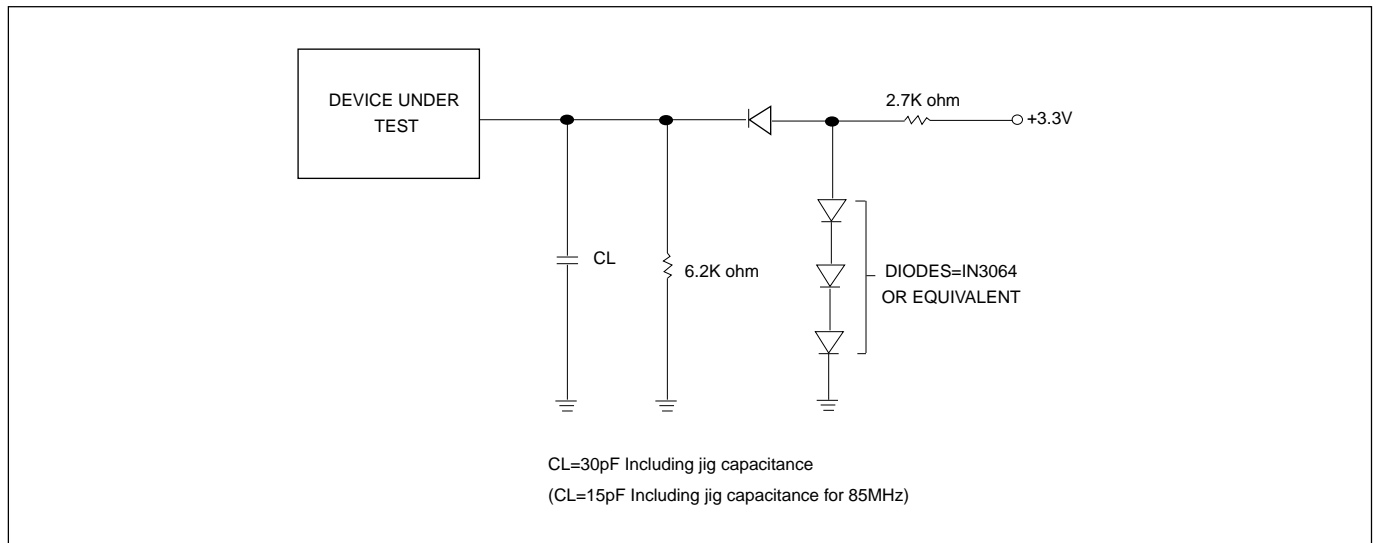 DEVICE UNDER
TEST
2.7K ohm
+3.3V
CL
6.2K ohm
DIODES=IN3064
OR EQUIVALENT
CL=30pF Including jig capacitance
(CL=15pF Including jig capacitance for 85MHz)